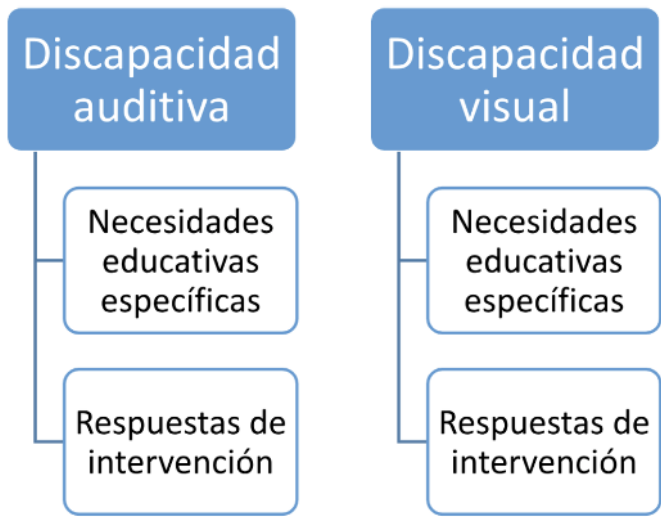 Discapacidad
auditiva
Necesidades
educativas
específicas
Respuestas de
intervención
Discapacidad
visual
Necesidades
educativas
específicas
Respuestas de
intervención